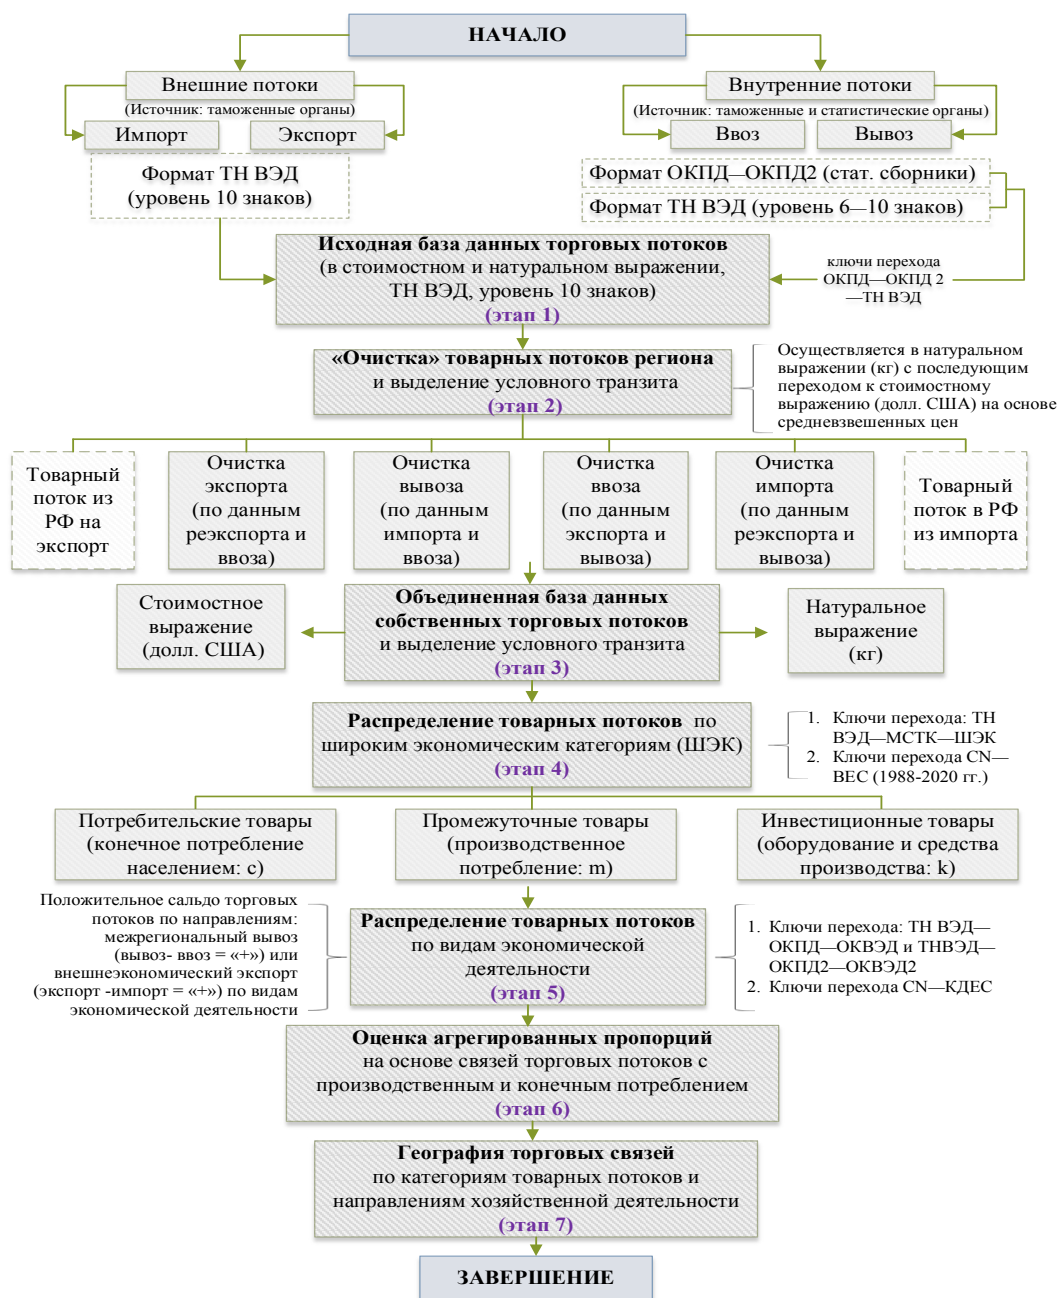 НАЧАЛО
Внешние потоки
(Источник: таможенные органы)
Импорт
Экспорт
Формат ТН ВЭД
(уровень 10 знаков)
Внутренние потоки
(Источник: таможенные и статистические органы)
Ввоз
Вывоз
Формат ОКПД—ОКПД2 (стат. сборники)
Формат ТН ВЭД (уровень 6—10 знаков)
ключи перехода
ОКПД—ОКПД 2
—ТН ВЭД
Исходная база данных торговых потоков
(в стоимостном и натуральном выражении,
ТН ВЭД, уровень 10 знаков)
(этап 1)
«Очистка» товарных потоков региона
и выделение условного транзита
(этап 2)
Осуществляется в натуральном
выражении (кг) с последующим
переходом к стоимостному
выражению (долл. США) на основе
средневзвешенных цен
Товарный
поток из
РФ на
экспорт
Очистка
экспорта
(по данным
реэкспорта и
ввоза)
Очистка
вывоза
(по данным
импорта и
ввоза)
Очистка
ввоза
(по данным
экспорта и
вывоза)
Очистка
импорта
(по данным
реэкспорта и
вывоза)
Товарный
поток в РФ
из импорта
Стоимостное
выражение
(долл. США)
Объединенная база данных
собственных торговых потоков
и выделение условного транзита
(этап 3)
Натуральное
выражение
(кг)
Распределение товарных потоков по
широким экономическим категориям (ШЭК)
(этап 4)
1. Ключи перехода: ТН
ВЭД—МСТК—ШЭК
2. Ключи перехода CN—
BEC (1988-2020 гг.)
Потребительские товары
(конечное потребление
населением: с)
Промежуточные товары
(производственное
потребление: m)
Инвестиционные товары
(оборудование и средства
производства: k)
Положительное сальдо торговых
потоков по направлениям:
межрегиональный вывоз
(вывоз- ввоз = «+») или
внешнеэкономический экспорт
(экспорт -импорт = «+») по видам
экономической деятельности
Распределение товарных потоков
по видам экономической
деятельности
(этап 5)
1. Ключи перехода: ТН ВЭД—
ОКПД—ОКВЭД и ТНВЭД—
ОКПД2—ОКВЭД2
2. Ключи перехода CN—КДЕС
Оценка агрегированных пропорций
на основе связей торговых потоков с
производственным и конечным потреблением
(этап 6)
География торговых связей
по категориям товарных потоков и
направлениям хозяйственной деятельности
(этап 7)
ЗАВЕРШЕНИЕ